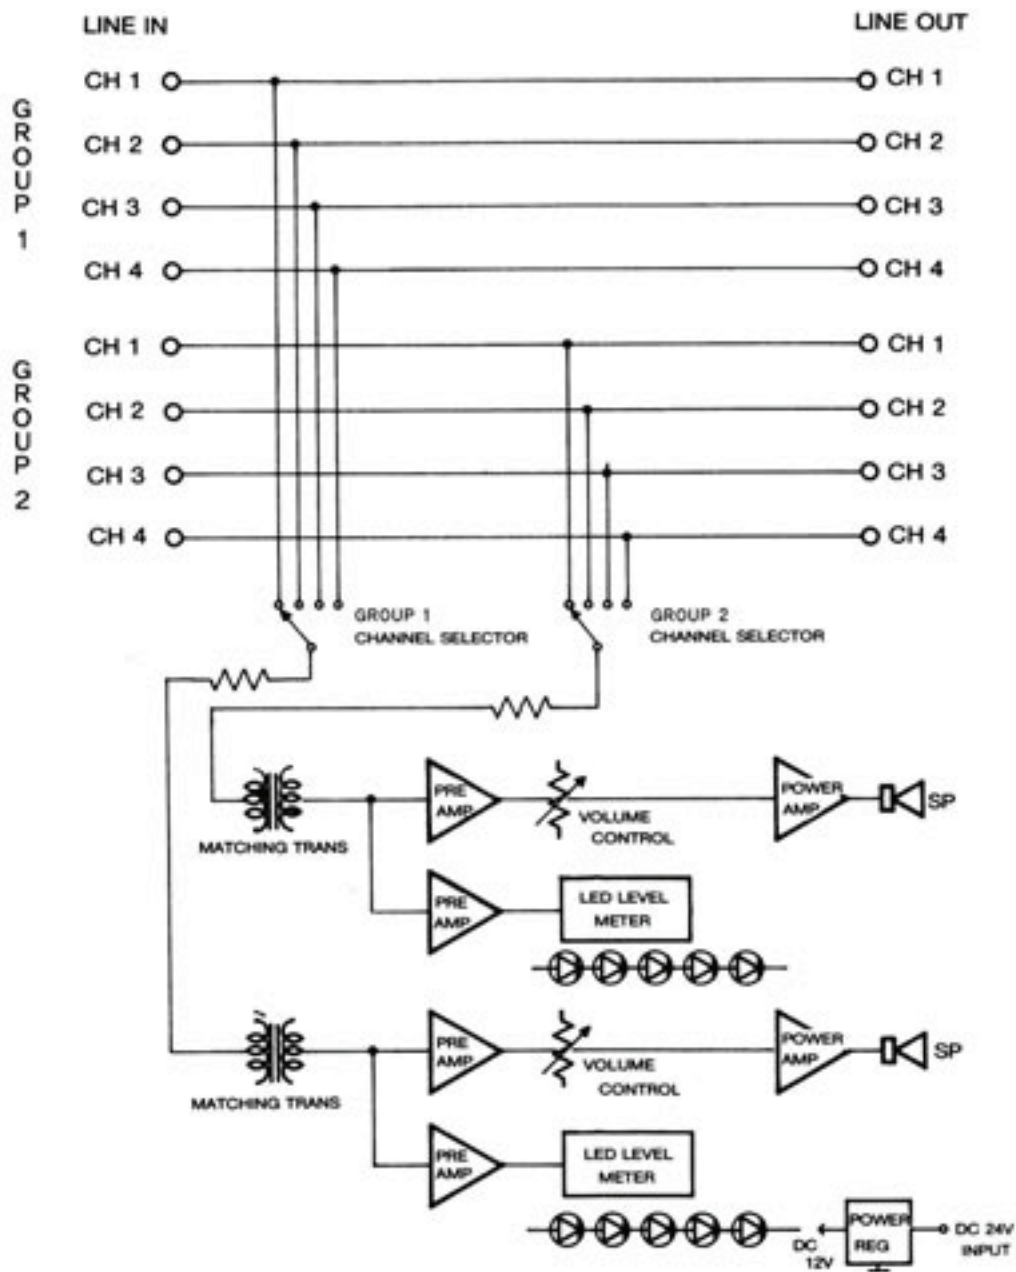 LINE IN
LINE OUT
GROUP 1
CH 1
CH 1
CH 2
CH 2
CH 3
CH 3
CH 4
CH 4
GROUP 2
CH 1
CH 1
CH 2
CH 2
CH 3
CH 3
CH 4
CH 4
GROUP 1
CHANNEL SELECTOR
GROUP 2
CHANNEL SELECTOR
MATCHING TRANS
PRE
AMP
VOLUME
CONTROL
POWER
AMP
SP
PRE
AMP
LED LEVEL
METER
MATCHING TRANS
PRE
AMP
VOLUME
CONTROL
POWER
AMP
SP
PRE
AMP
LED LEVEL
METER
DC
12V
POWER
REG
DC 24V
INPUT